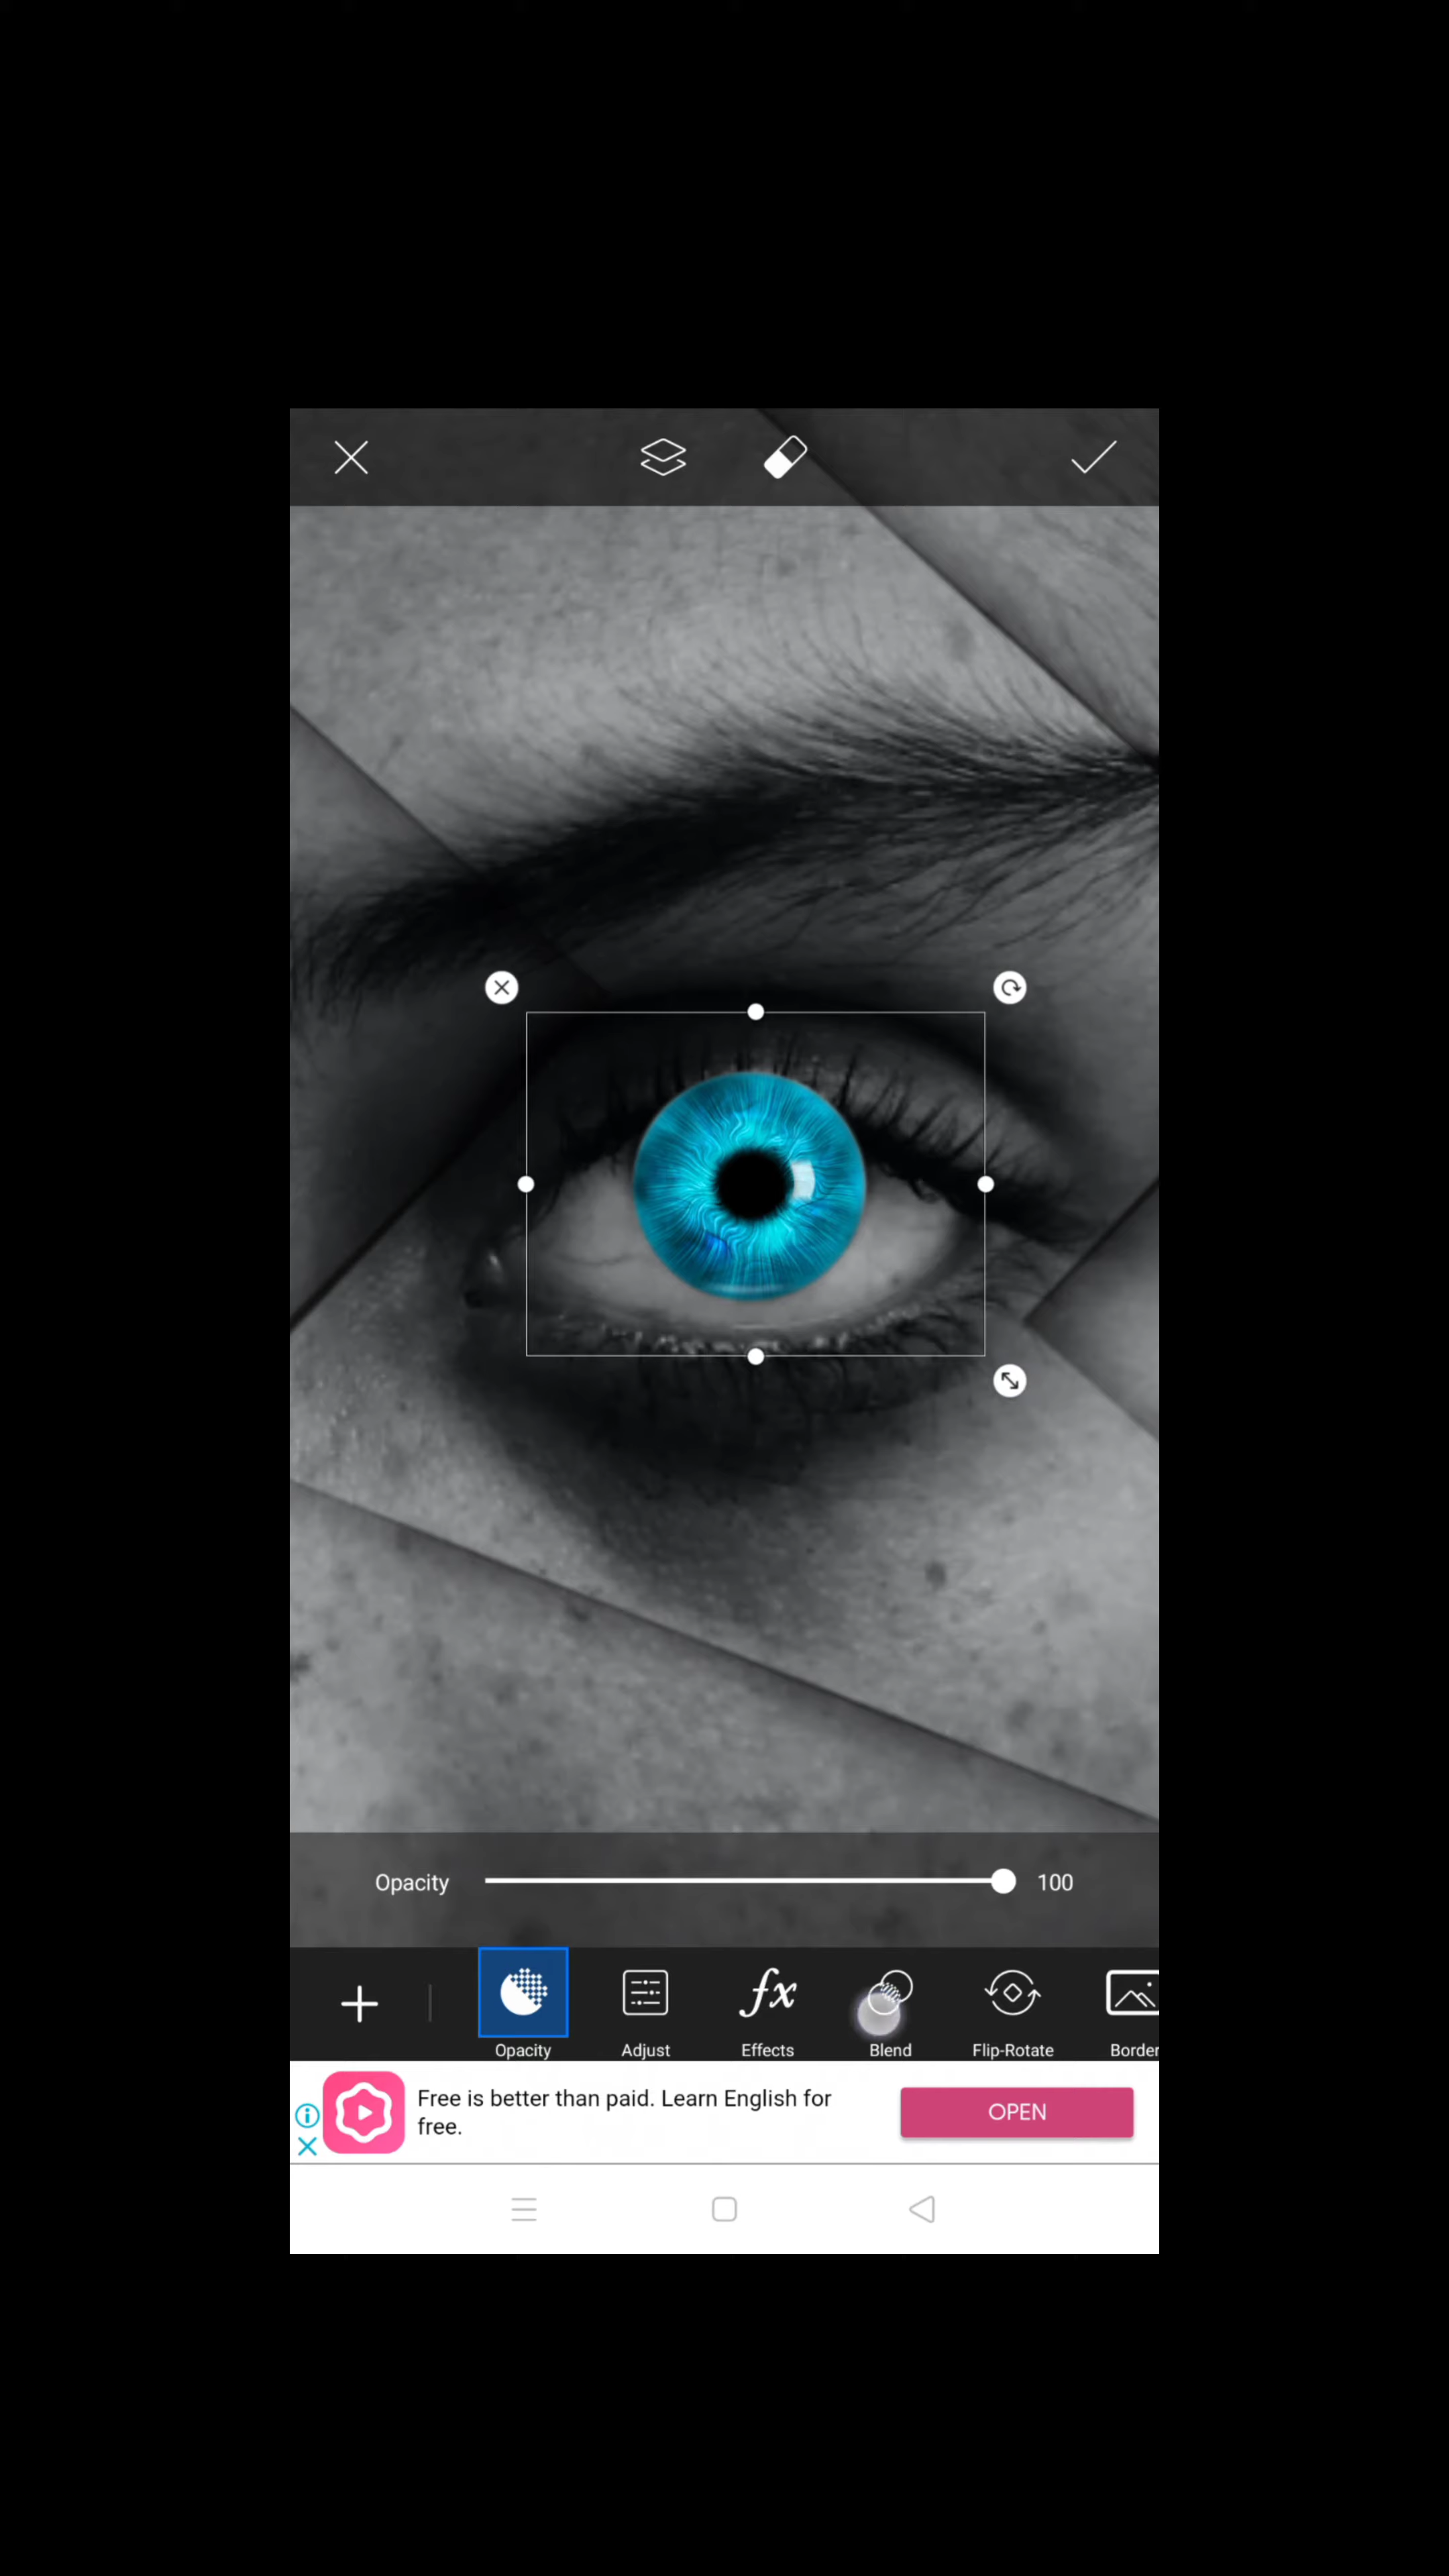 Opacity 100
Opacity Adjust Effects Blend Flip-Rotate Border
Free is better than paid. Learn English for
free.
OPEN